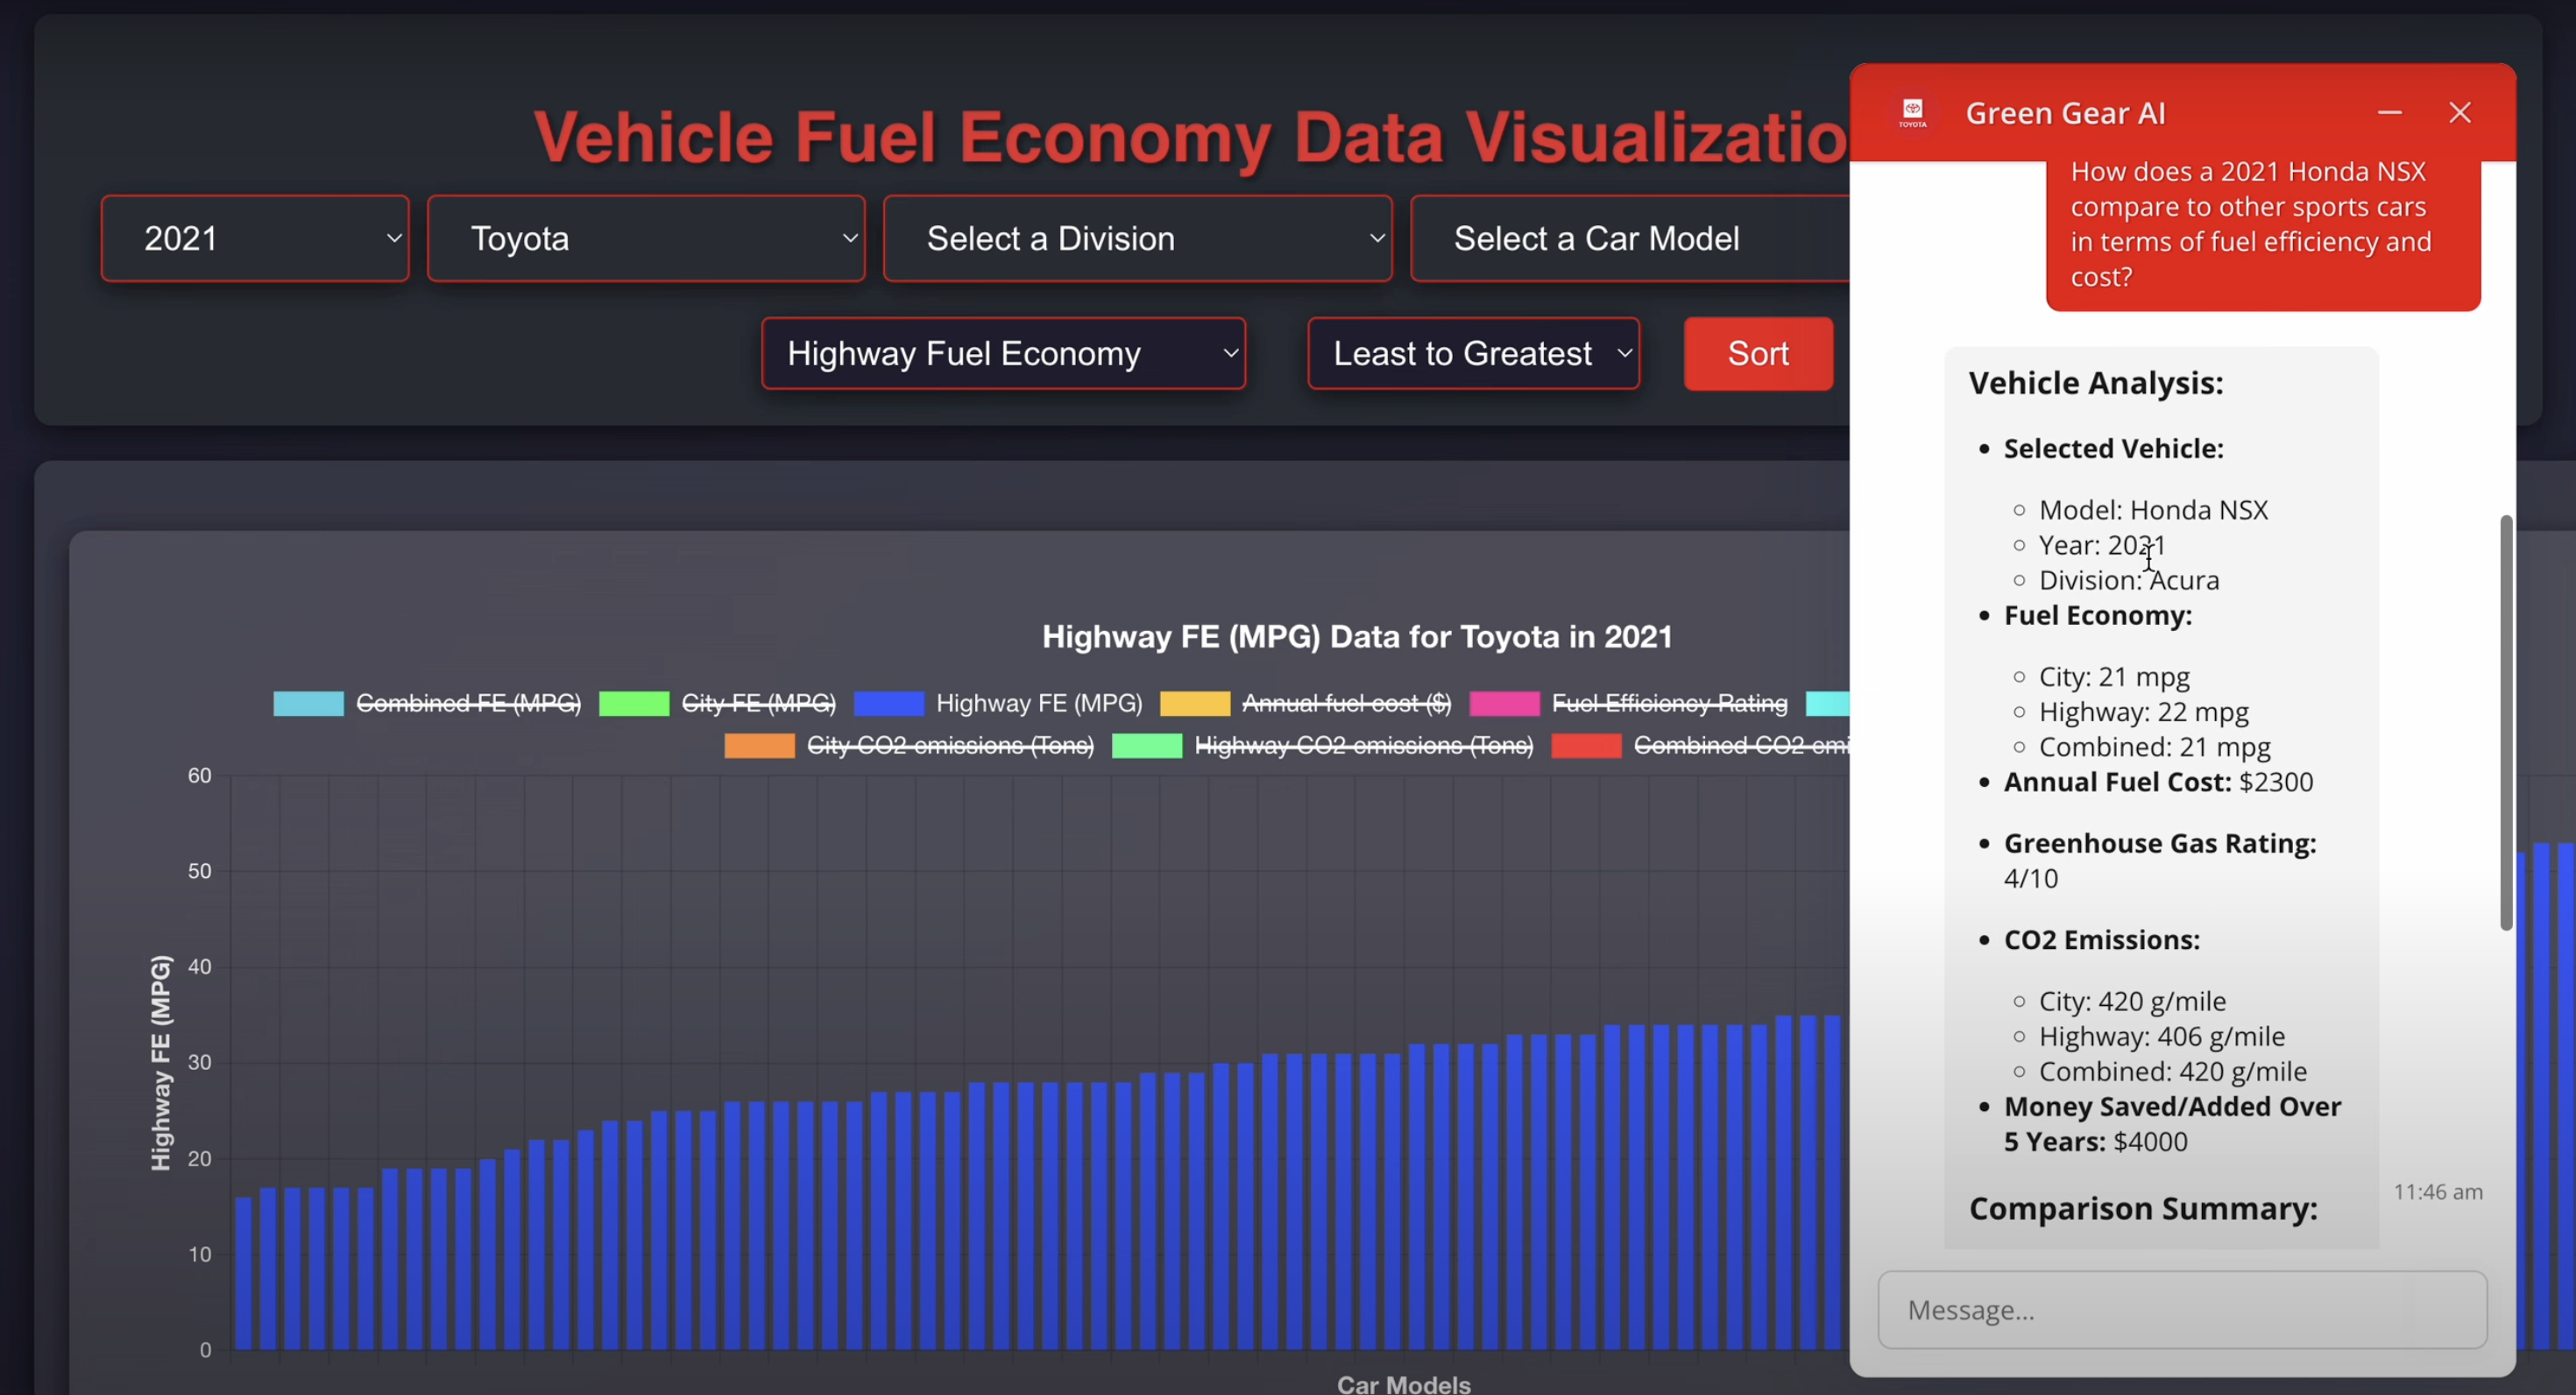 Vehicle Fuel Economy Data Visualizatio
2021
Toyota
Select a Division
Select a Car Model
Highway Fuel Economy
Least to Greatest
Sort
Highway FE (MPG) Data for Toyota in 2021
Combined FE (MPG)
City FE (MPG)
Highway FE (MPG)
Annual fuel cost ($)
Fuel Efficiency Rating
City CO2 emissions (Tons)
Highway CO2 emissions (Tons)
Combined CO2 emi
Highway FE (MPG)
60
50
40
30
20
10
0
Car Models
TOYOTA
Green Gear AI
How does a 2021 Honda NSX
compare to other sports cars
in terms of fuel efficiency and
cost?
Vehicle Analysis:
Selected Vehicle:
Model: Honda NSX
Year: 2021
Division: Acura
Fuel Economy:
City: 21 mpg
Highway: 22 mpg
Combined: 21 mpg
Annual Fuel Cost: $2300
Greenhouse Gas Rating:
4/10
CO2 Emissions:
City: 420 g/mile
Highway: 406 g/mile
Combined: 420 g/mile
Money Saved/Added Over
5 Years: $4000
Comparison Summary:
11:46 am
Message...